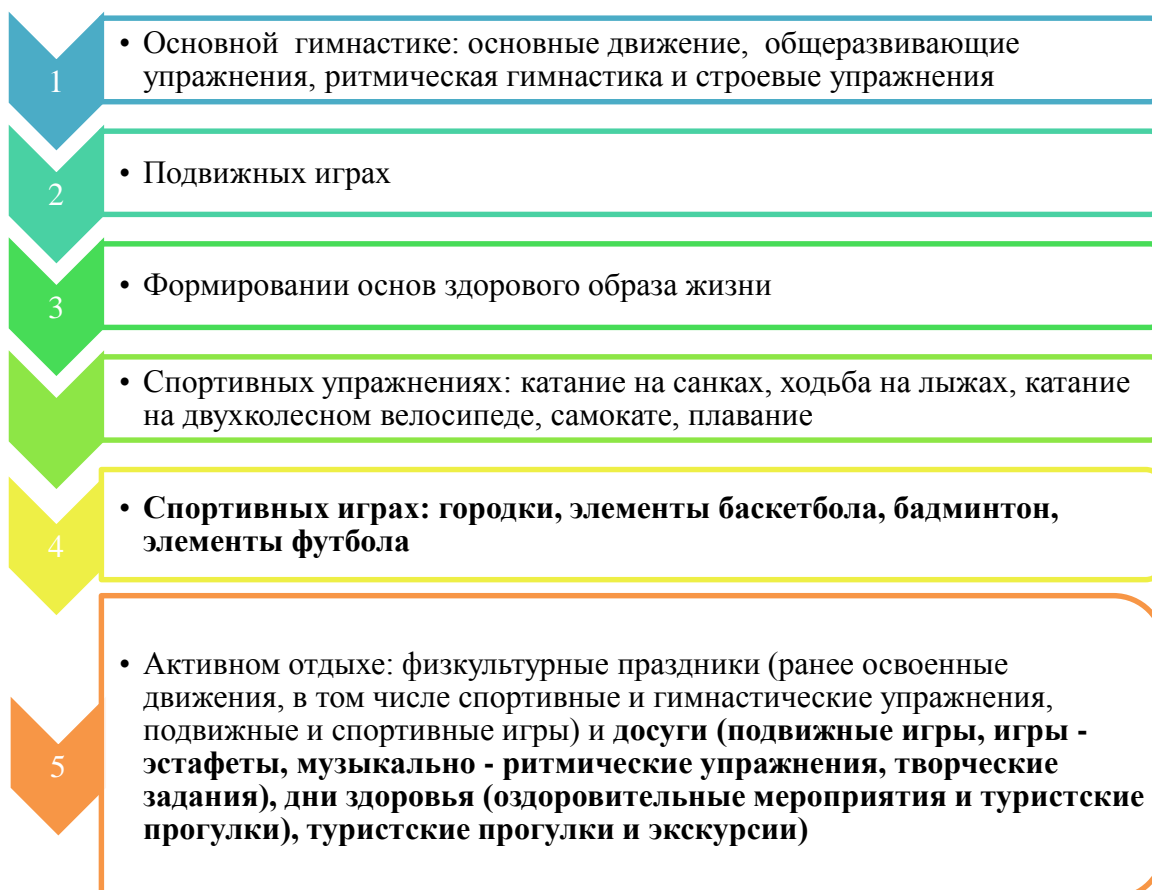 1
• Основной гимнастике: основные движение, общеразвивающие
упражнения, ритмическая гимнастика и строевые упражнения
2
• Подвижных играх
3
• Формировании основ здорового образа жизни
• Спортивных упражнениях: катание на санках, ходьба на лыжах, катание
на двухколесном велосипеде, самокате, плавание
4
• Спортивных играх: городки, элементы баскетбола, бадминтон,
элементы футбола
5
• Активном отдыхе: физкультурные праздники (ранее освоенные
движения, в том числе спортивные и гимнастические упражнения,
подвижные и спортивные игры) и досуги (подвижные игры, игры -
эстафеты, музыкально - ритмические упражнения, творческие
задания), дни здоровья (оздоровительные мероприятия и туристские
прогулки), туристские прогулки и экскурсии)